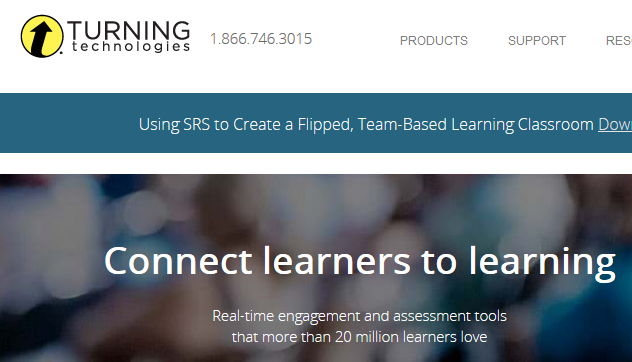 TURNING
technologies
1.866.746.3015
PRODUCTS SUPPORT
Using SRS to Create a Flipped, Team-Based Learning Classroom
Connect learners to learning
Real-time engagement and assessment tools
that more than 20 million learners love